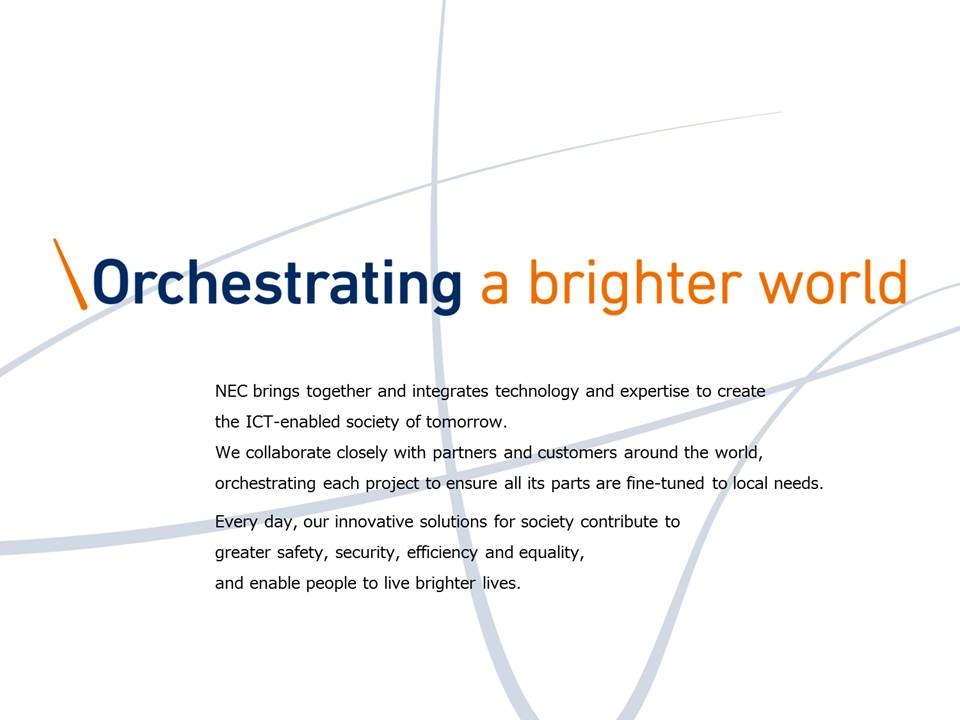 \Orchestrating a brighter world
NEC brings together and integrates technology and expertise to create
the ICT-enabled society of tomorrow.
We collaborate closely with partners and customers around the world,
orchestrating each project to ensure all its parts are fine-tuned to local needs.
Every day, our innovative solutions for society contribute to
greater safety, security, efficiency and equality,
and enable people to live brighter lives.